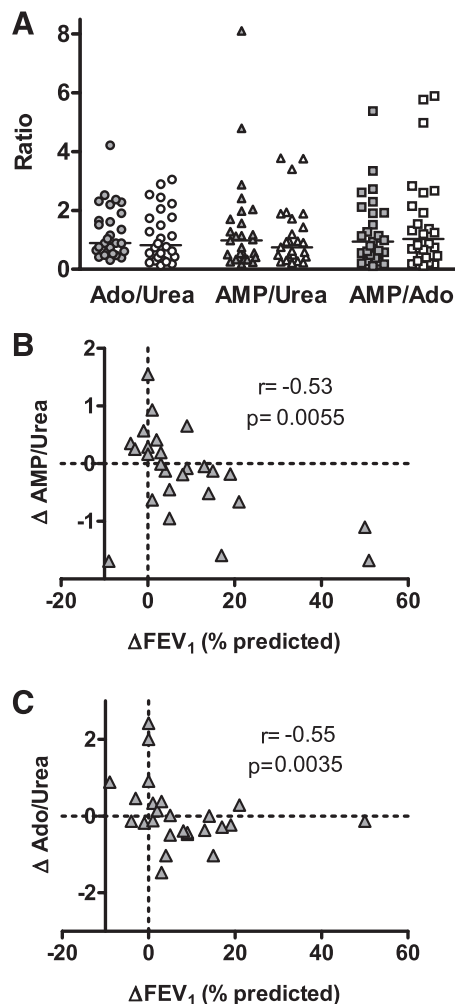 A
8
6
4
2
0
Ratio
Ado/Urea AMP/Urea AMP/Ado
B
2
1
0
-1
Δ AMP/Urea
r= -0.53
p= 0.0055
-20 0 20 40 60
ΔFEV1 (% predicted)
C
2
0
-2
Δ Ado/Urea
r= -0.55
p=0.0035
-20 0 20 40 60
ΔFEV1 (% predicted)